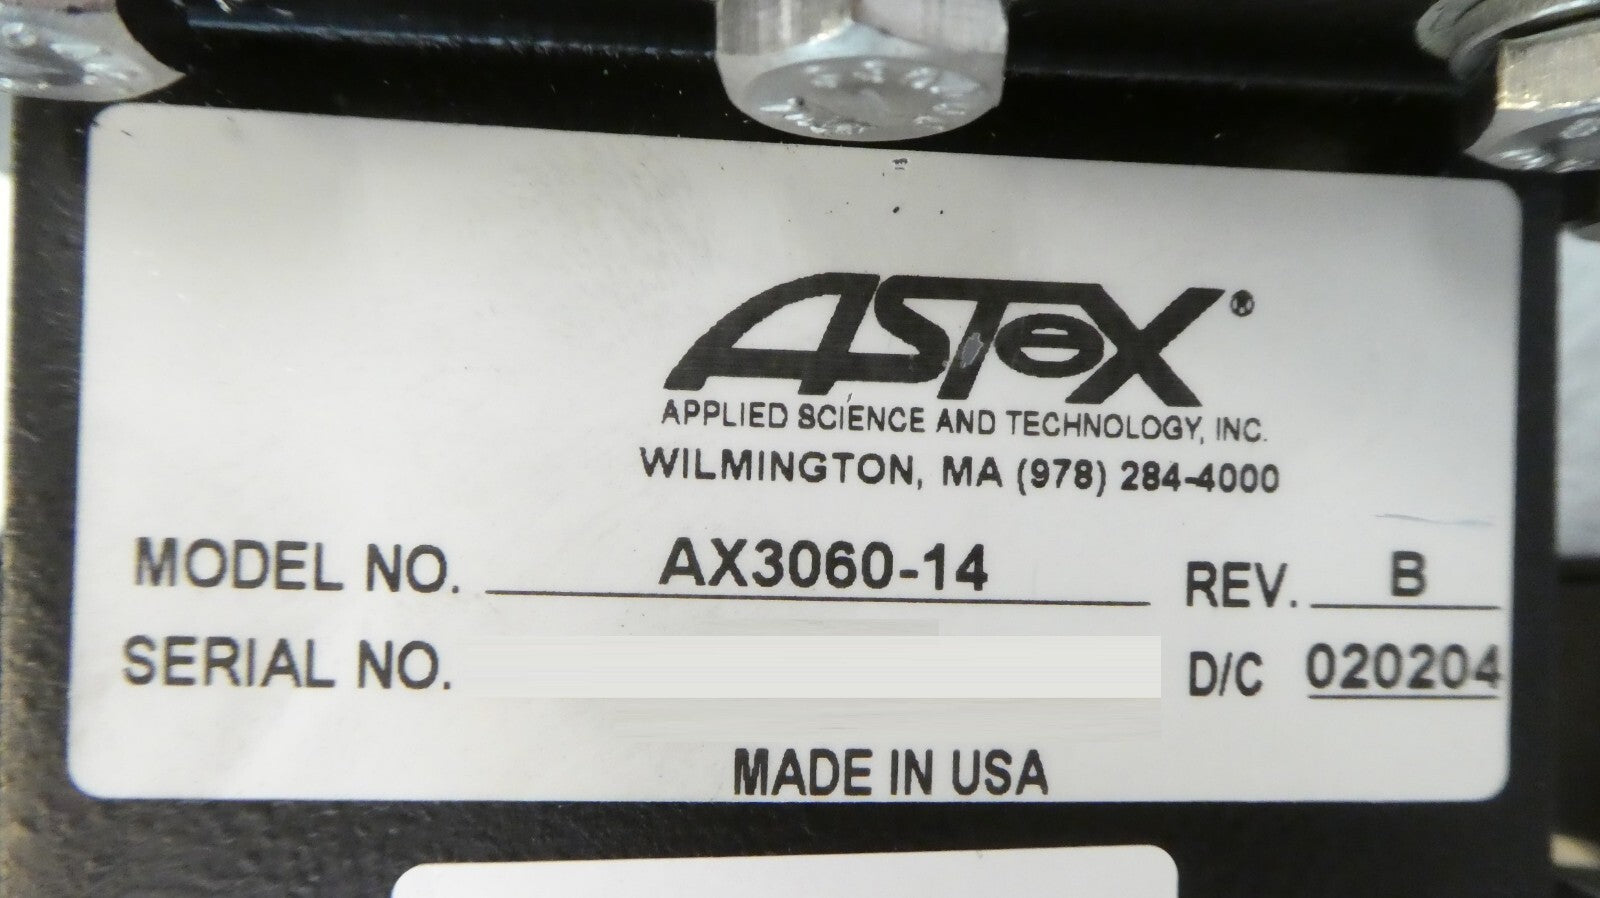 ASTeX®
APPLIED SCIENCE AND TECHNOLOGY, INC.
WILMINGTON, MA (978) 284-4000
MODEL NO. AX3060-14 REV. B
SERIAL NO. D/C 020204
MADE IN USA